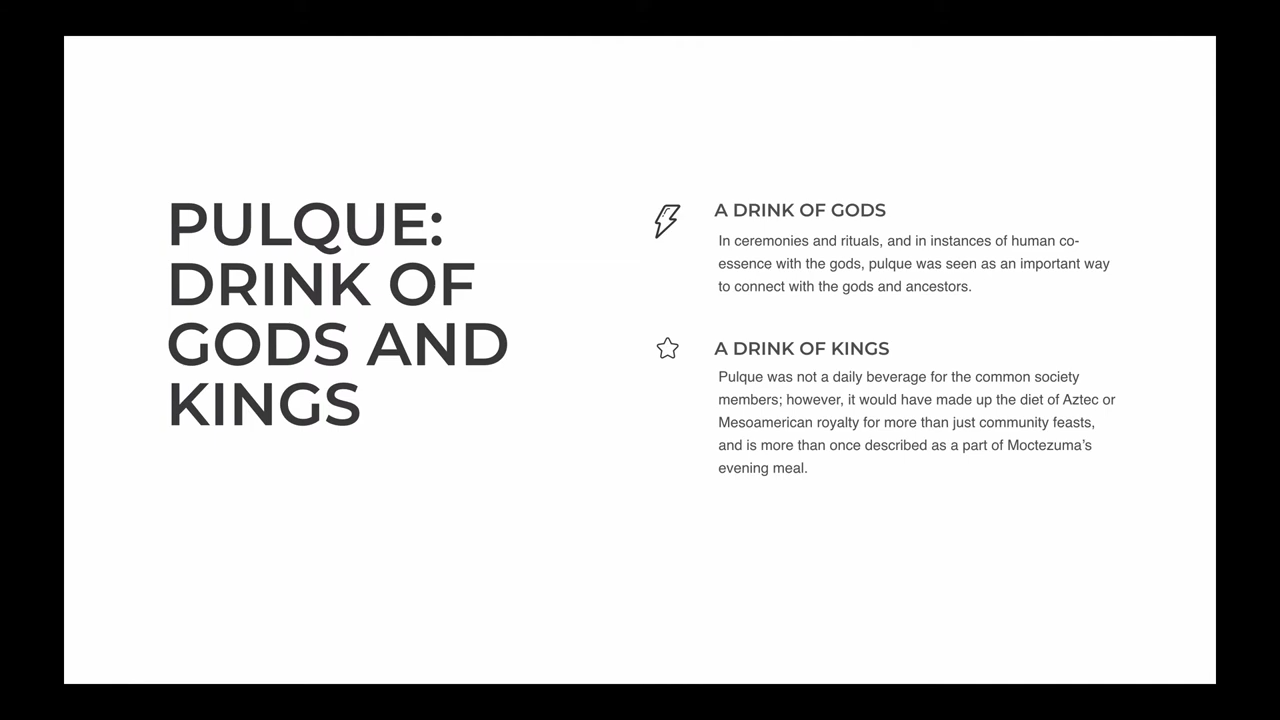 PULQUE:
DRINK OF
GODS AND
KINGS
A DRINK OF GODS
In ceremonies and rituals, and in instances of human co-
essence with the gods, pulque was seen as an important way
to connect with the gods and ancestors.
A DRINK OF KINGS
Pulque was not a daily beverage for the common society
members; however, it would have made up the diet of Aztec or
Mesoamerican royalty for more than just community feasts,
and is more than once described as a part of Moctezuma’s
evening meal.